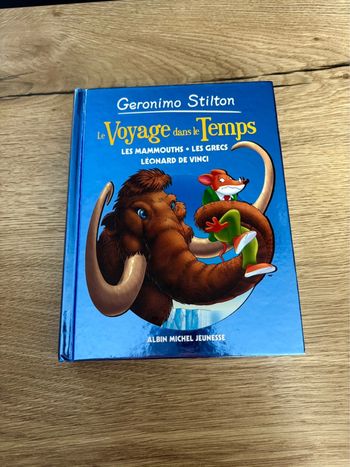 Geronimo Stilton
Le Voyage dans le Temps
LES MAMMOUTHS • LES GRECS
LÉONARD DE VINCI
ALBIN MICHEL JEUNESSE